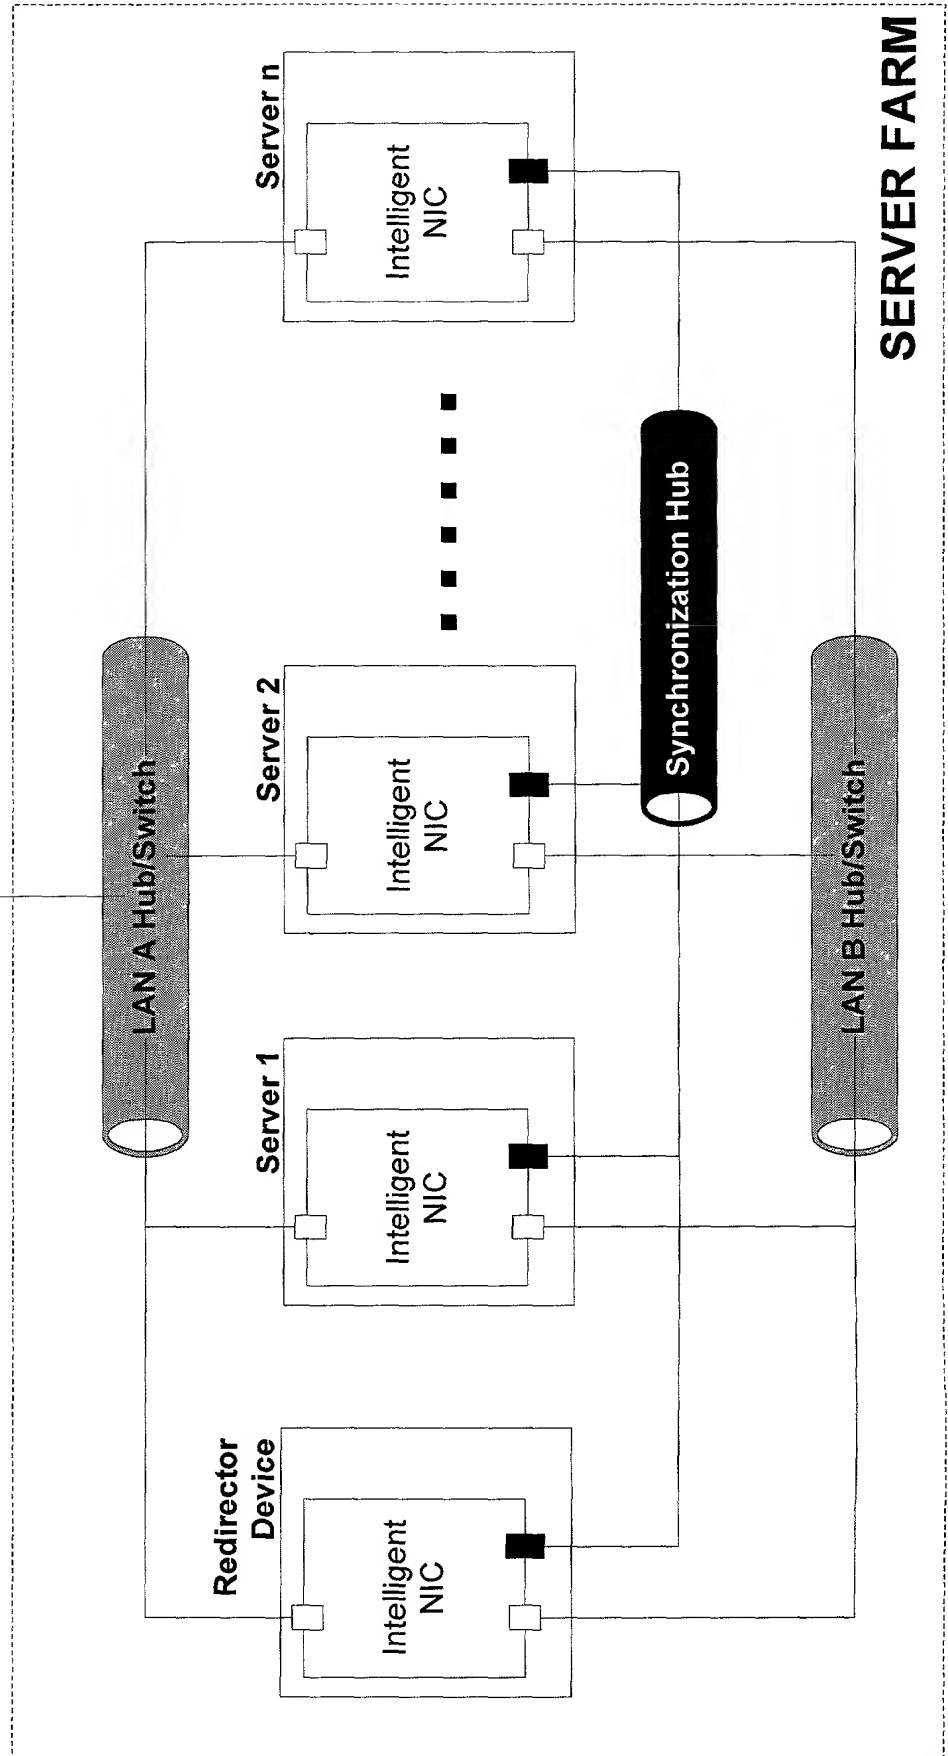 LAN A Hub/Switch
Redirector
Device
Intelligent
NIC
Server 1
Intelligent
NIC
Server 2
Intelligent
NIC
Server n
Intelligent
NIC
Synchronization Hub
LAN B Hub/Switch
SERVER FARM